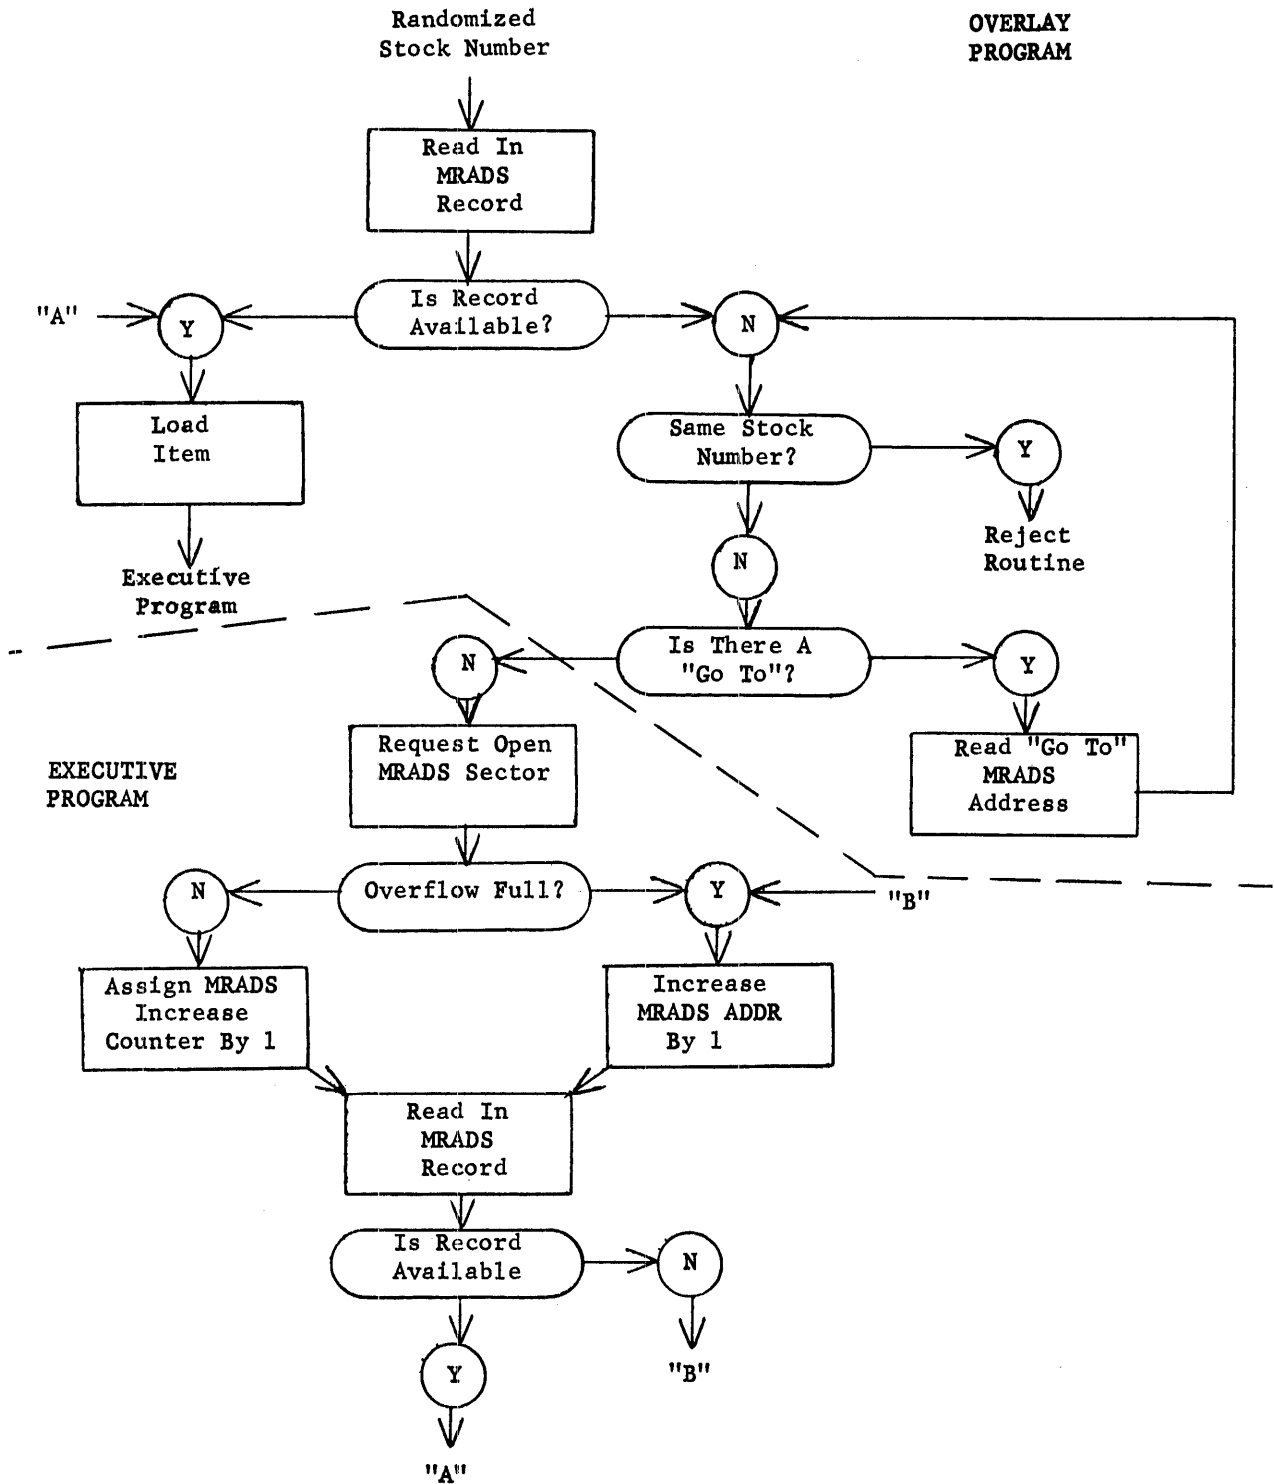 Randomized
Stock Number
OVERLAY
PROGRAM
Read In
MRADS
Record
"A"
Y
Is Record
Available?
N
Load
Item
Same Stock
Number?
Y
Executive
Program
N
Reject
Routine
N
Is There A
"Go To"?
Y
EXECUTIVE
PROGRAM
Request Open
MRADS Sector
Read "Go To"
MRADS
Address
N
Overflow Full?
Y
"B"
Assign MRADS
Increase
Counter By 1
Increase
MRADS ADDR
By 1
Read In
MRADS
Record
Is Record
Available
N
Y
"B"
"A"